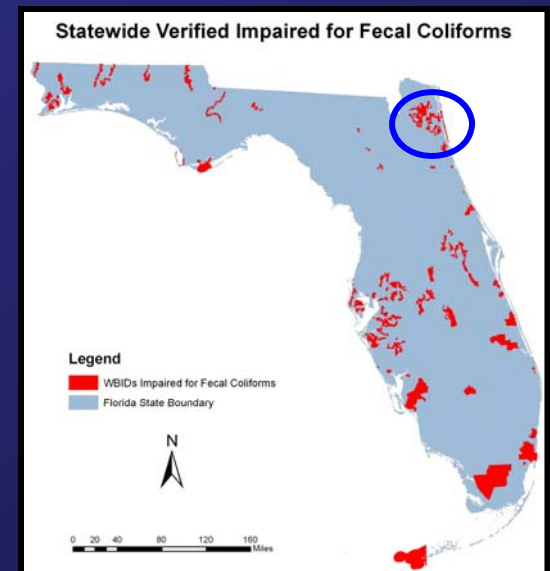 Statewide Verified Impaired for Fecal Coliforms
Legend
WBIDs Impaired for Fecal Coliforms
Florida State Boundary
N
0 20 40 80 120 160
Miles